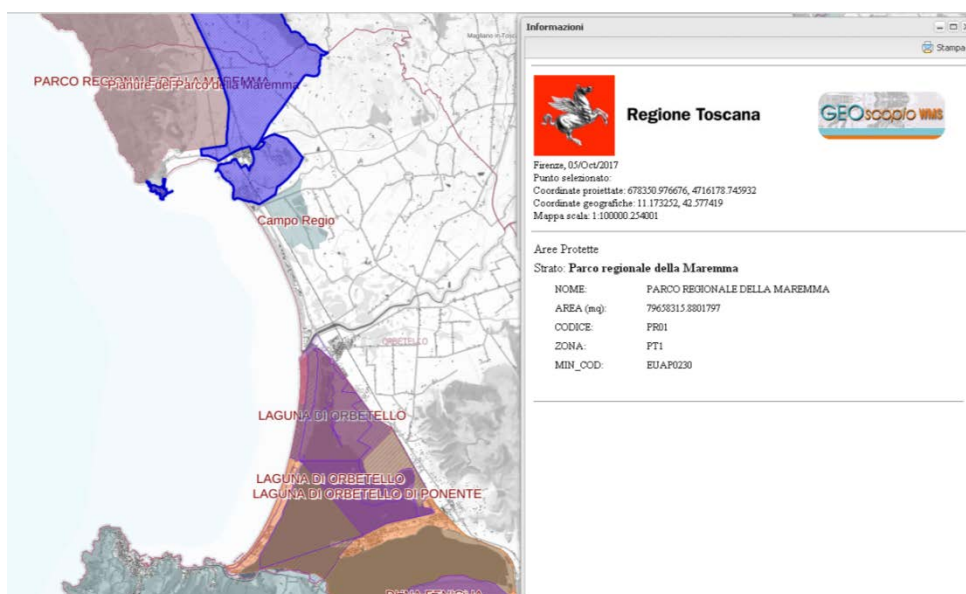 Informazioni
Stampa
Magliano in Tosc
PARCO REGIONALE DELLA MAREMMA
Pianure del Parco della Maremma
Campo Regio
ORBETELLO
LAGUNA DI ORBETELLO
LAGUNA DI ORBETELLO
LAGUNA DI ORBETELLO DI PONENTE
Regione Toscana
GEOscopio WMS
Firenze, 05/Oct/2017
Punto selezionato:
Coordinate proiettate: 678350.976676, 4716178.745932
Coordinate geografiche: 11.173252, 42.577419
Mappa scala: 1:100000.254001
Aree Protette
Strato: Parco regionale della Maremma
NOME: PARCO REGIONALE DELLA MAREMMA
AREA (mq): 79658315.8801797
CODICE: PR01
ZONA: PT1
MIN_COD: EUAP0230